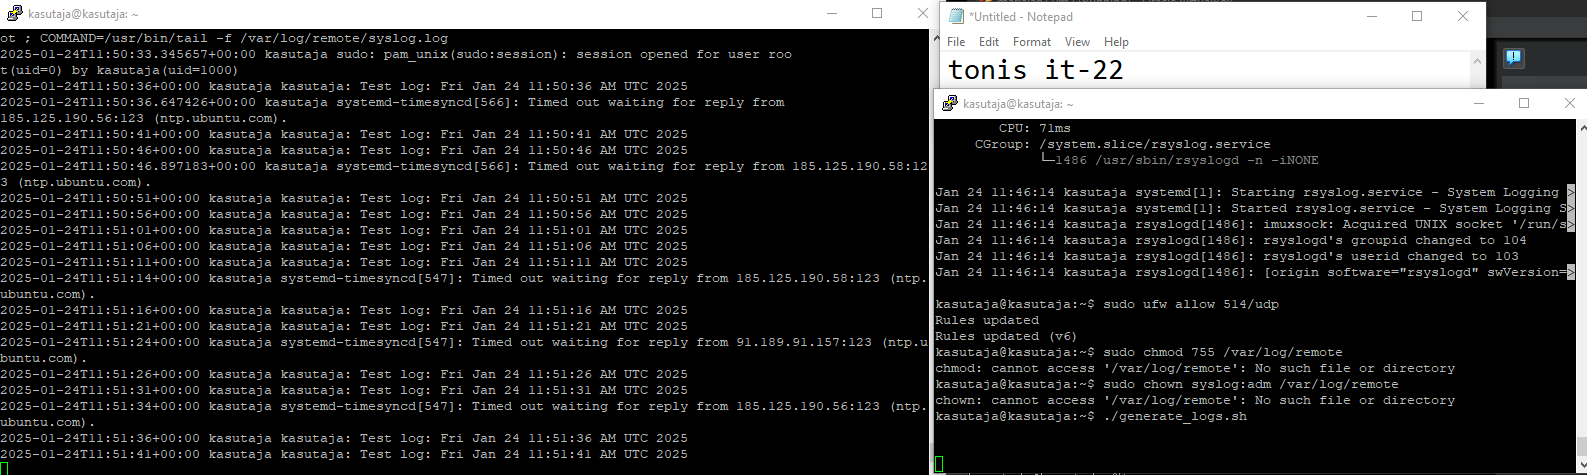 kasutaja@kasutaja: ~
ot ; COMMAND=/usr/bin/tail -f /var/log/remote/syslog.log
2025-01-24T11:50:33.345657+00:00 kasutaja sudo: pam_unix(sudo:session): session opened for user roo
t(uid=0) by kasutaja(uid=1000)
2025-01-24T11:50:36+00:00 kasutaja kasutaja: Test log: Fri Jan 24 11:50:36 AM UTC 2025
2025-01-24T11:50:36.647426+00:00 kasutaja systemd-timesyncd[566]: Timed out waiting for reply from
185.125.190.56:123 (ntp.ubuntu.com).
2025-01-24T11:50:41+00:00 kasutaja kasutaja: Test log: Fri Jan 24 11:50:41 AM UTC 2025
2025-01-24T11:50:46+00:00 kasutaja kasutaja: Test log: Fri Jan 24 11:50:46 AM UTC 2025
2025-01-24T11:50:46.897183+00:00 kasutaja systemd-timesyncd[566]: Timed out waiting for reply from 185.125.190.58:12
3 (ntp.ubuntu.com).
2025-01-24T11:50:51+00:00 kasutaja kasutaja: Test log: Fri Jan 24 11:50:51 AM UTC 2025
2025-01-24T11:50:56+00:00 kasutaja kasutaja: Test log: Fri Jan 24 11:50:56 AM UTC 2025
2025-01-24T11:51:01+00:00 kasutaja kasutaja: Test log: Fri Jan 24 11:51:01 AM UTC 2025
2025-01-24T11:51:06+00:00 kasutaja kasutaja: Test log: Fri Jan 24 11:51:06 AM UTC 2025
2025-01-24T11:51:11+00:00 kasutaja kasutaja: Test log: Fri Jan 24 11:51:11 AM UTC 2025
2025-01-24T11:51:14+00:00 kasutaja systemd-timesyncd[547]: Timed out waiting for reply from 185.125.190.58:123 (ntp.
ubuntu.com).
2025-01-24T11:51:16+00:00 kasutaja kasutaja: Test log: Fri Jan 24 11:51:16 AM UTC 2025
2025-01-24T11:51:21+00:00 kasutaja kasutaja: Test log: Fri Jan 24 11:51:21 AM UTC 2025
2025-01-24T11:51:24+00:00 kasutaja systemd-timesyncd[547]: Timed out waiting for reply from 91.189.91.157:123 (ntp.u
buntu.com).
2025-01-24T11:51:26+00:00 kasutaja kasutaja: Test log: Fri Jan 24 11:51:26 AM UTC 2025
2025-01-24T11:51:31+00:00 kasutaja kasutaja: Test log: Fri Jan 24 11:51:31 AM UTC 2025
2025-01-24T11:51:34+00:00 kasutaja systemd-timesyncd[547]: Timed out waiting for reply from 185.125.190.56:123 (ntp.
ubuntu.com).
2025-01-24T11:51:36+00:00 kasutaja kasutaja: Test log: Fri Jan 24 11:51:36 AM UTC 2025
2025-01-24T11:51:41+00:00 kasutaja kasutaja: Test log: Fri Jan 24 11:51:41 AM UTC 2025
*Untitled - Notepad
File Edit Format View Help
tonis it-22
kasutaja@kasutaja: ~
CPU: 71ms
CGroup: /system.slice/rsyslog.service
└─1486 /usr/sbin/rsyslogd -n -iNONE
Jan 24 11:46:14 kasutaja systemd[1]: Starting rsyslog.service - System Logging >
Jan 24 11:46:14 kasutaja systemd[1]: Started rsyslog.service - System Logging S>
Jan 24 11:46:14 kasutaja rsyslogd[1486]: imuxsock: Acquired UNIX socket '/run/s>
Jan 24 11:46:14 kasutaja rsyslogd[1486]: rsyslogd's groupid changed to 104
Jan 24 11:46:14 kasutaja rsyslogd[1486]: rsyslogd's userid changed to 103
Jan 24 11:46:14 kasutaja rsyslogd[1486]: [origin software="rsyslogd" swVersion=>
kasutaja@kasutaja:~$ sudo ufw allow 514/udp
Rules updated
Rules updated (v6)
kasutaja@kasutaja:~$ sudo chmod 755 /var/log/remote
chmod: cannot access '/var/log/remote': No such file or directory
kasutaja@kasutaja:~$ sudo chown syslog:adm /var/log/remote
chown: cannot access '/var/log/remote': No such file or directory
kasutaja@kasutaja:~$ ./generate_logs.sh